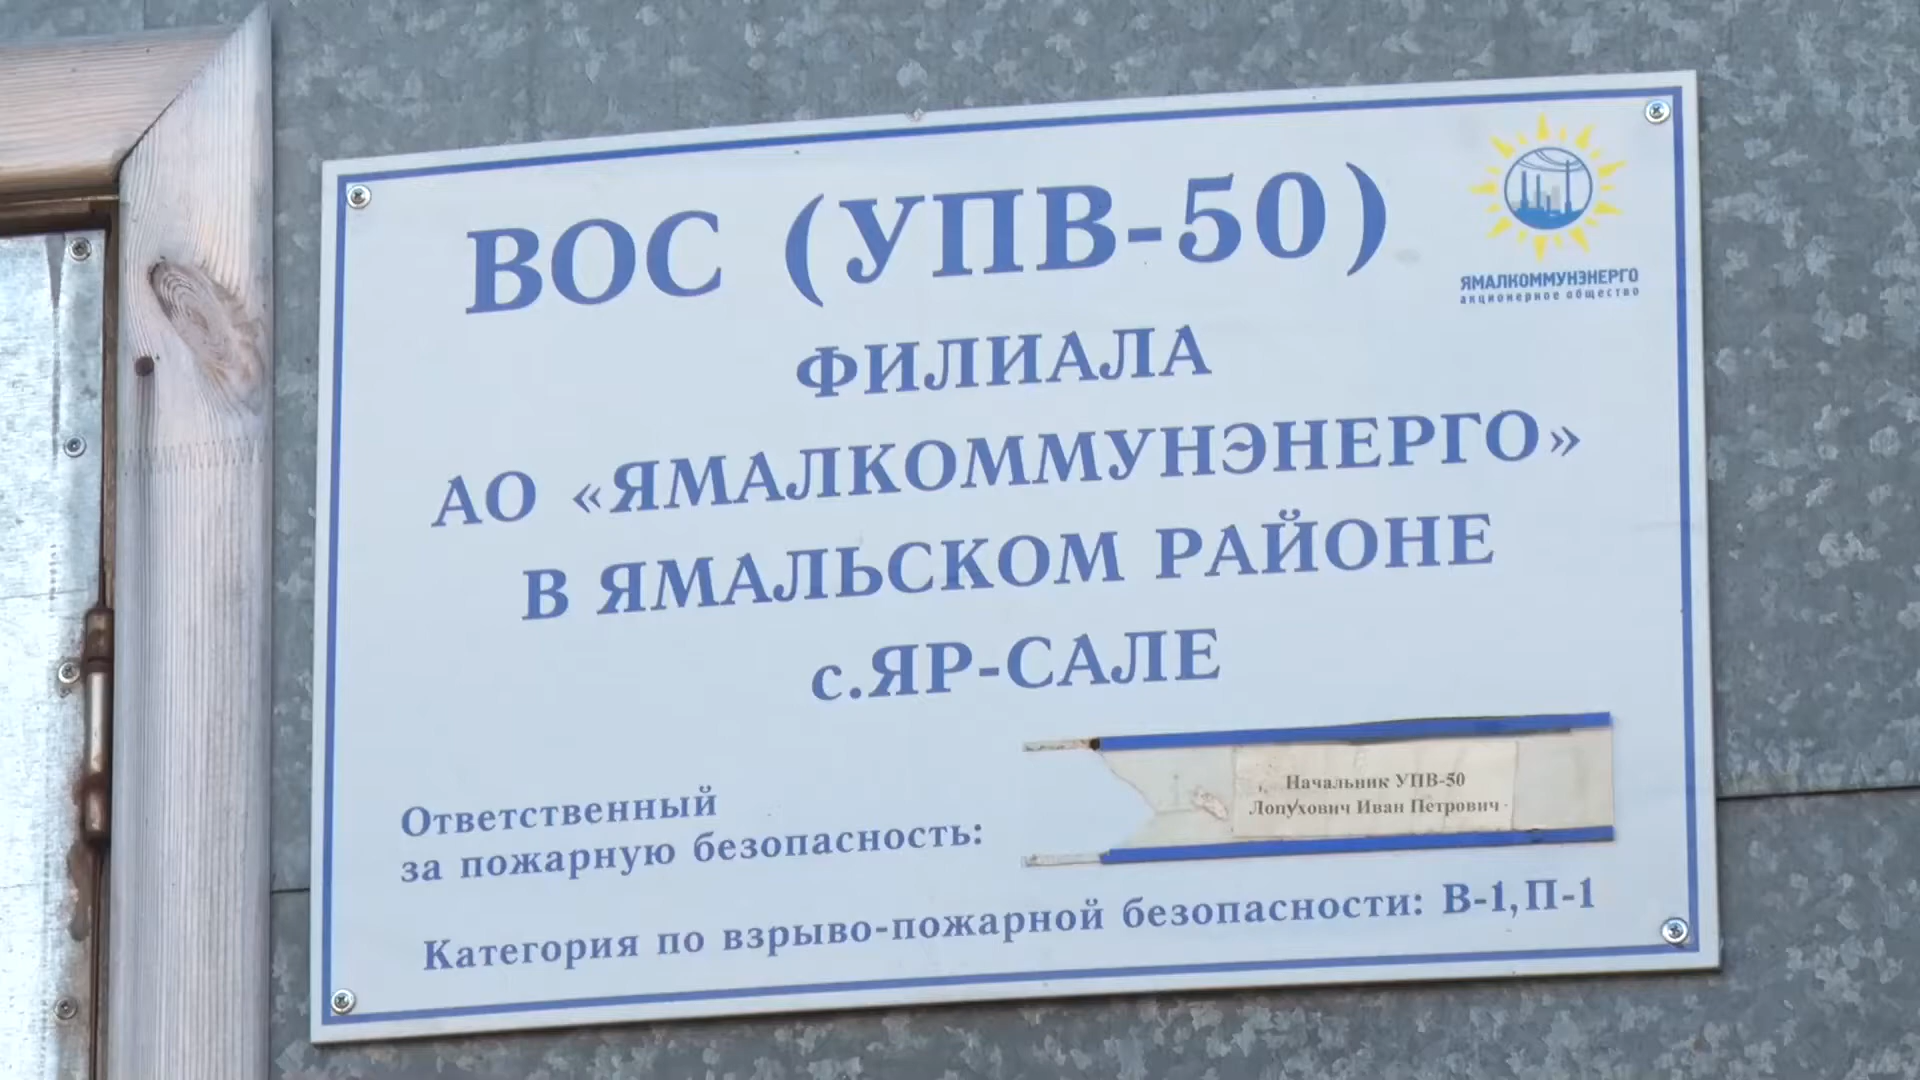 ВОС (УПВ-50)
ЯМАЛКОММУНЭНЕРГО
акционерное общество
ФИЛИАЛА
АО «ЯМАЛКОММУНЭНЕРГО»
В ЯМАЛЬСКОМ РАЙОНЕ
с.ЯР-САЛЕ
Ответственный
за пожарную безопасность:
Начальник УПВ-50
Лопухович Иван Петрович
Категория по взрыво-пожарной безопасности: В-1,П-1